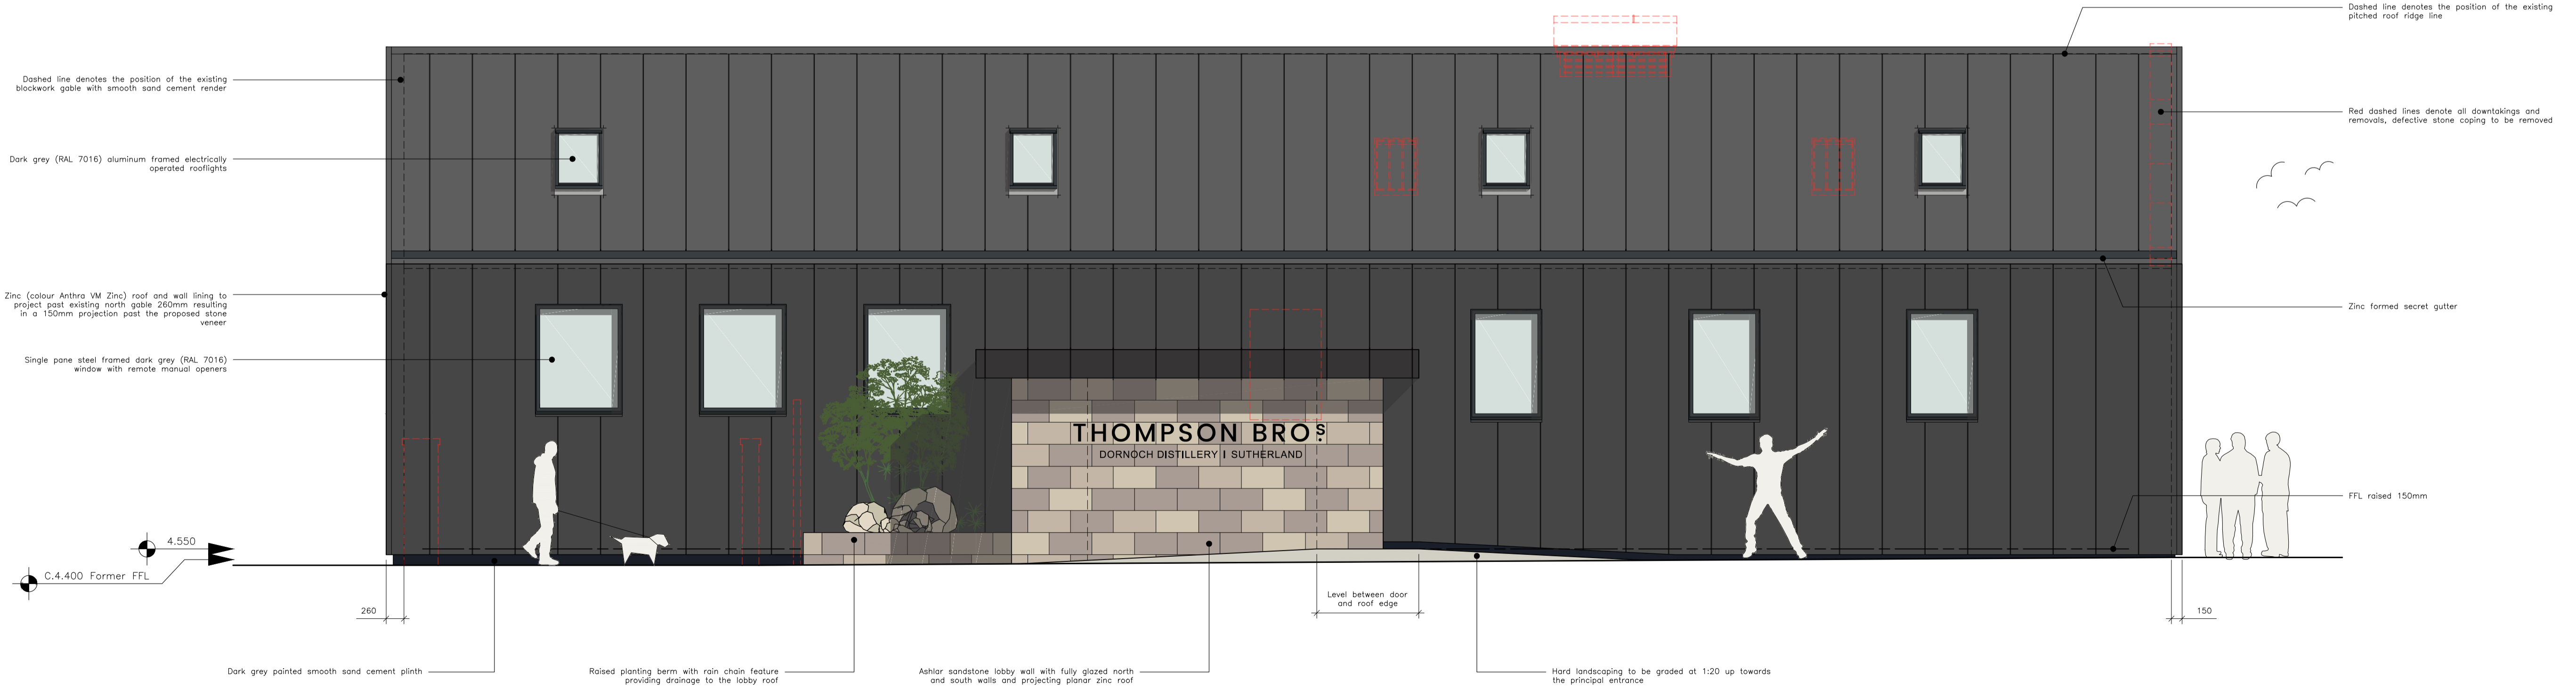 Dashed line denotes the position of the existing
pitched roof ridge line
Dashed line denotes the position of the existing
blockwork gable with smooth sand cement render
Red dashed lines denote all downtakings and
removals, defective stone coping to be removed
Dark grey (RAL 7016) aluminum framed electrically
operated rooflights
Zinc (colour Anthra VM Zinc) roof and wall lining to
project past existing north gable 260mm resulting
in a 150mm projection past the proposed stone
veneer
Zinc formed secret gutter
Single pane steel framed dark grey (RAL 7016)
window with remote manual openers
THOMPSON BROS.
DORNOCH DISTILLERY | SUTHERLAND
FFL raised 150mm
4.550
C.4.400 Former FFL
260
Level between door
and roof edge
150
Dark grey painted smooth sand cement plinth
Raised planting berm with rain chain feature
providing drainage to the lobby roof
Ashlar sandstone lobby wall with fully glazed north
and south walls and projecting planar zinc roof
Hard landscaping to be graded at 1:20 up towards
the principal entrance